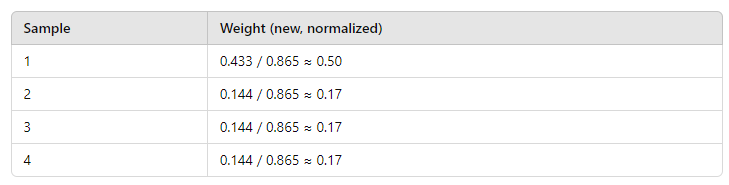 Sample Weight (new, normalized)
1 0.433 / 0.865 ≈ 0.50
2 0.144 / 0.865 ≈ 0.17
3 0.144 / 0.865 ≈ 0.17
4 0.144 / 0.865 ≈ 0.17